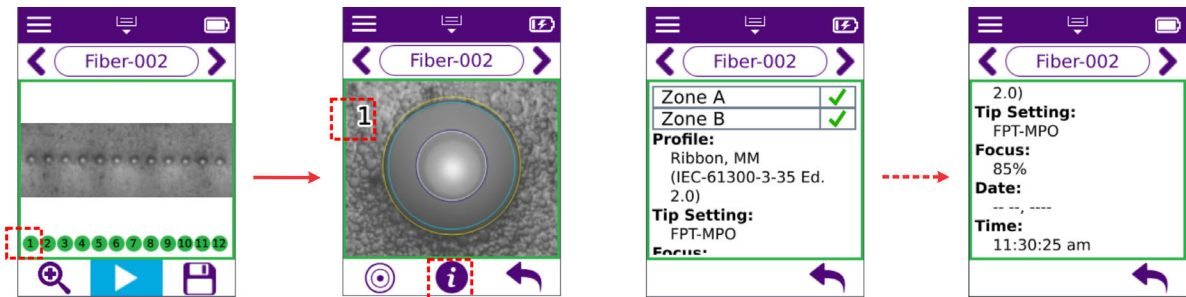 Fiber-002
1 2 3 4 5 6 7 8 9 10 11 12
Fiber-002
1
i
Fiber-002
Zone A
Zone B
Profile:
Ribbon, MM
(IEC-61300-3-35 Ed.
2.0)
Tip Setting:
FPT-MPO
Focus:
Fiber-002
2.0)
Tip Setting:
FPT-MPO
Focus:
85%
Date:
-- --, ----
Time:
11:30:25 am